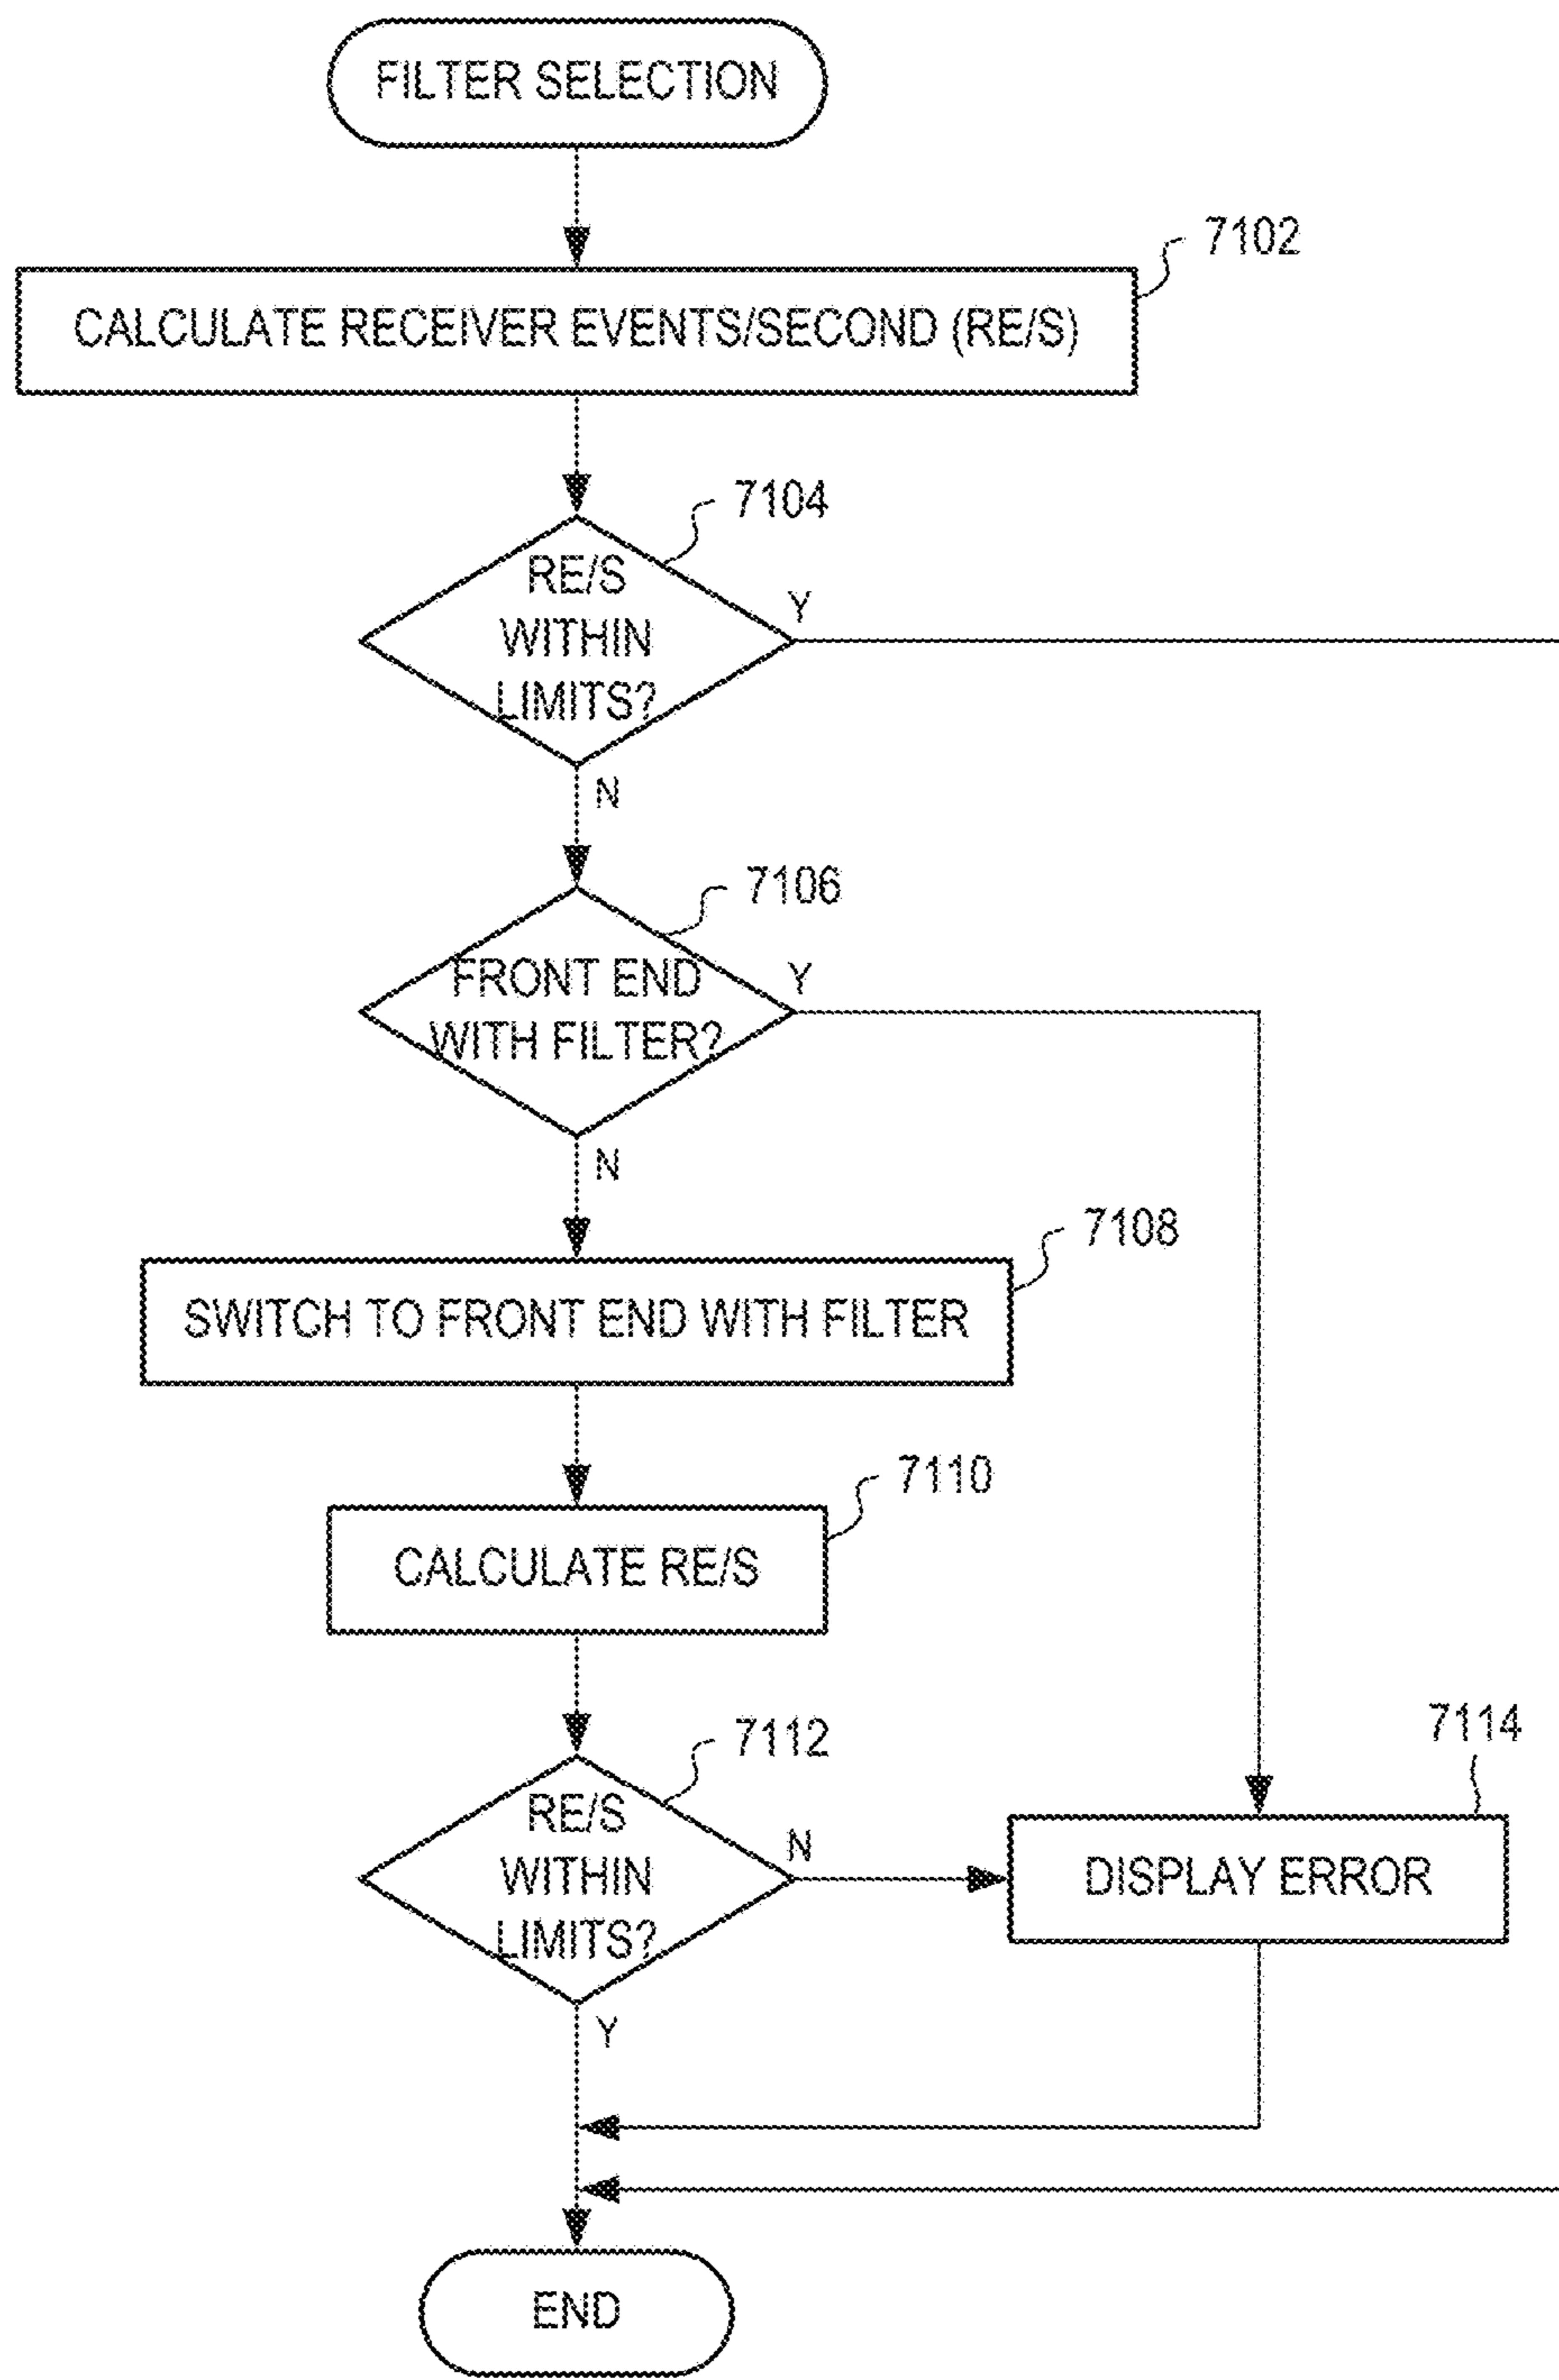 FILTER SELECTION
7102
CALCULATE RECEIVER EVENTS/SECOND (RE/S)
7104
RE/S
WITHIN
LIMITS?
Y
N
7106
FRONT END
WITH FILTER?
Y
N
7108
SWITCH TO FRONT END WITH FILTER
7110
CALCULATE RE/S
7112
RE/S
WITHIN
LIMITS?
N
Y
7114
DISPLAY ERROR
END